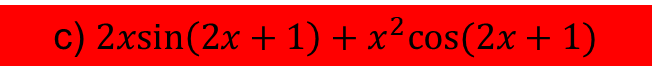 c) 2xsin(2x + 1) + x²cos(2x + 1)